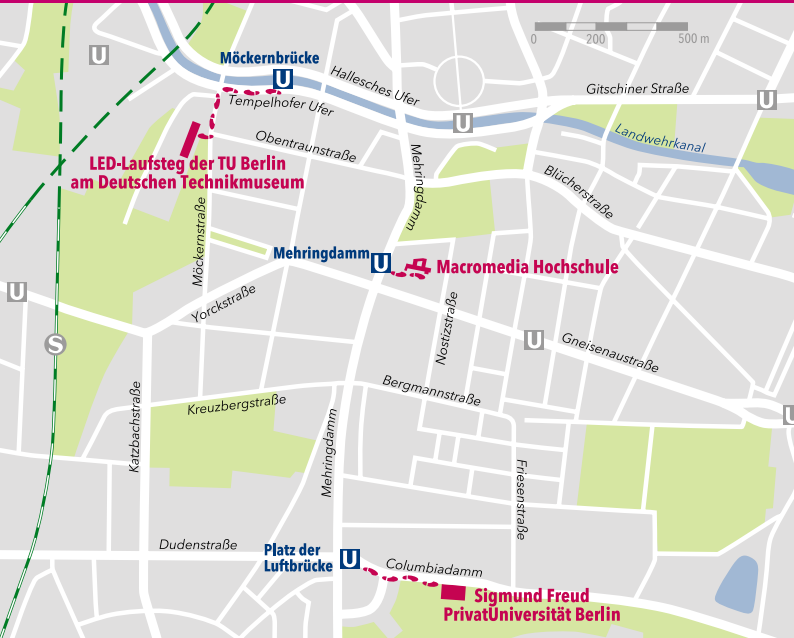 U
Möckernbrücke
U
0
200
500 m
Hallesches Ufer
Gitschiner Straße
U
Tempelhofer Ufer
U
Landwehrkanal
Obentraunstraße
LED-Laufsteg der TU Berlin
am Deutschen Technikmuseum
Mehringdamm
Blücherstraße
Möckernstraße
Mehringdamm
U
Macromedia Hochschule
U
Yorckstraße
Nostizstraße
S
U
Gneisenaustraße
Bergmannstraße
Kreuzbergstraße
Katzbachstraße
Mehringdamm
U
Friesenstraße
Dudenstraße
Platz der
Luftbrücke
U
Columbiadamm
Sigmund Freud
PrivatUniversität Berlin